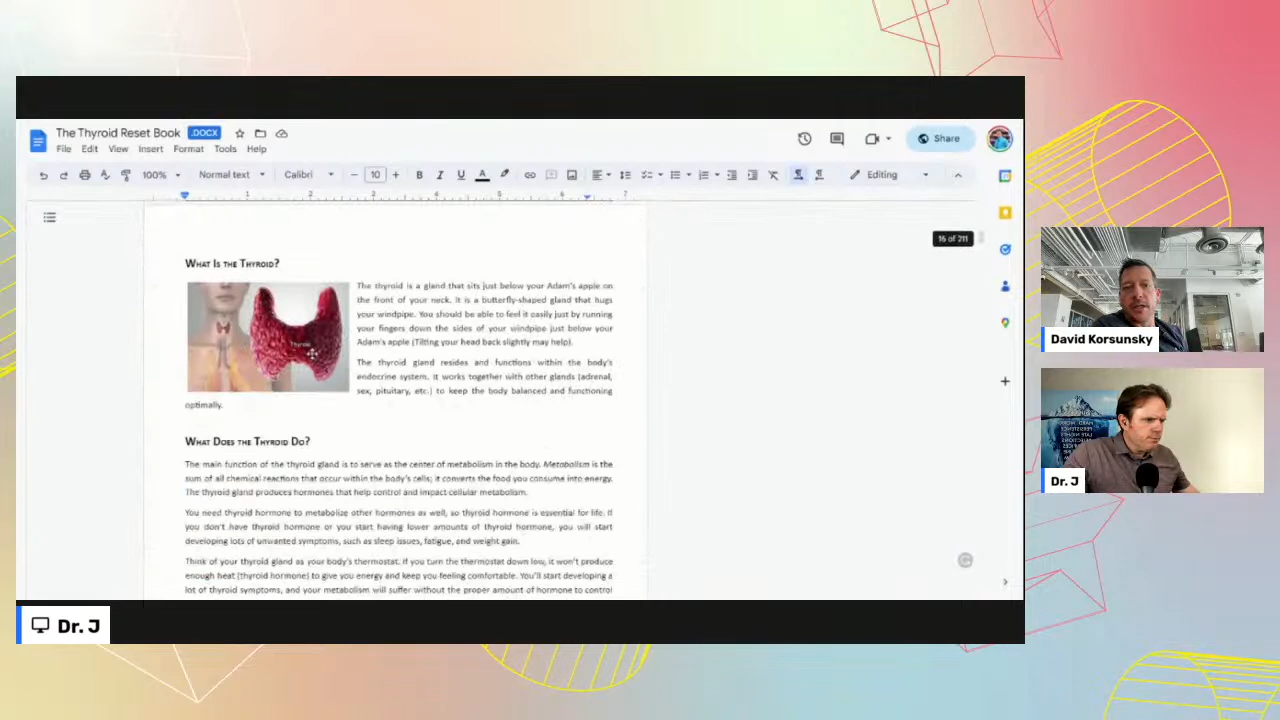 The Thyroid Reset Book .DOCX
File Edit View Insert Format Tools Help
Share
100% Normal text Calibri 10 B I U A Editing
1 2 3 4 5 6 7
16 of 211
WHAT IS THE THYROID?
Thyroid
The thyroid is a gland that sits just below your Adam's apple on
the front of your neck. It is a butterfly-shaped gland that hugs
your windpipe. You should be able to feel it easily just by running
your fingers down the sides of your windpipe just below your
Adam's apple (Tilting your head back slightly may help).
The thyroid gland resides and functions within the body's
endocrine system. It works together with other glands (adrenal,
sex, pituitary, etc.) to keep the body balanced and functioning
optimally.
WHAT DOES THE THYROID DO?
The main function of the thyroid gland is to serve as the center of metabolism in the body. Metabolism is the
sum of all chemical reactions that occur within the body's cells; it converts the food you consume into energy.
The thyroid gland produces hormones that help control and impact cellular metabolism.
You need thyroid hormone to metabolize other hormones as well, so thyroid hormone is essential for life. If
you don't have thyroid hormone or you start having lower amounts of thyroid hormone, you will start
developing lots of unwanted symptoms, such as sleep issues, fatigue, and weight gain.
Think of your thyroid gland as your body's thermostat. If you turn the thermostat down low, it won't produce
enough heat (thyroid hormone) to give you energy and keep you feeling comfortable. You'll start developing a
lot of thyroid symptoms, and your metabolism will suffer without the proper amount of hormone to control
David Korsunsky
Dr. J
Dr. J